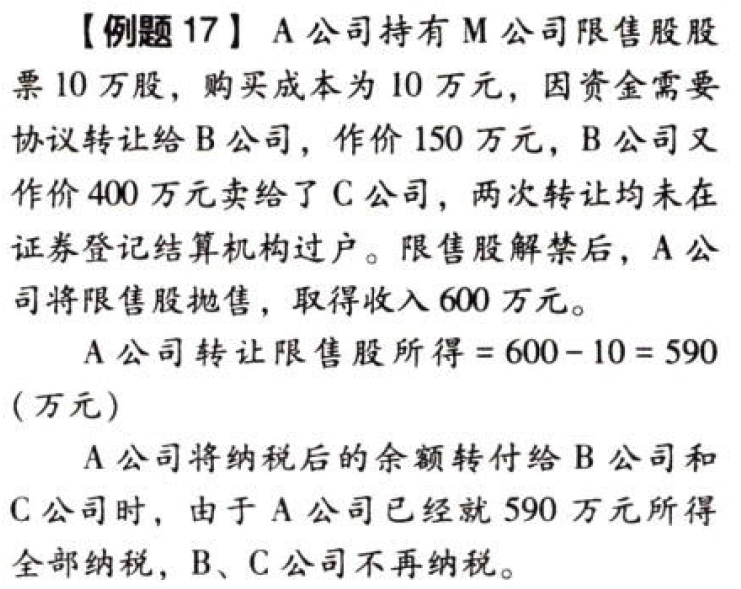 【例题 17】 A 公司持有 M 公司限售股股
票 10 万股，购买成本为 10 万元，因资金需要
协议转让给 B 公司，作价 150 万元，B 公司又
作价 400 万元卖给了 C 公司，两次转让均未在
证券登记结算机构过户。限售股解禁后，A 公
司将限售股抛售，取得收入 600 万元。
A 公司转让限售股所得 = 600 - 10 = 590
(万元)
A 公司将纳税后的余额转付给 B 公司和
C 公司时，由于 A 公司已经就 590 万元所得
全部纳税，B、C 公司不再纳税。